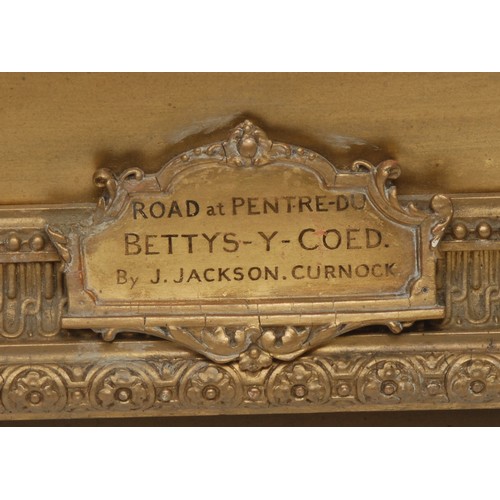 ROAD at PENTRE-DU
BETTYS-Y-COED.
By J. JACKSON. CURNOCK